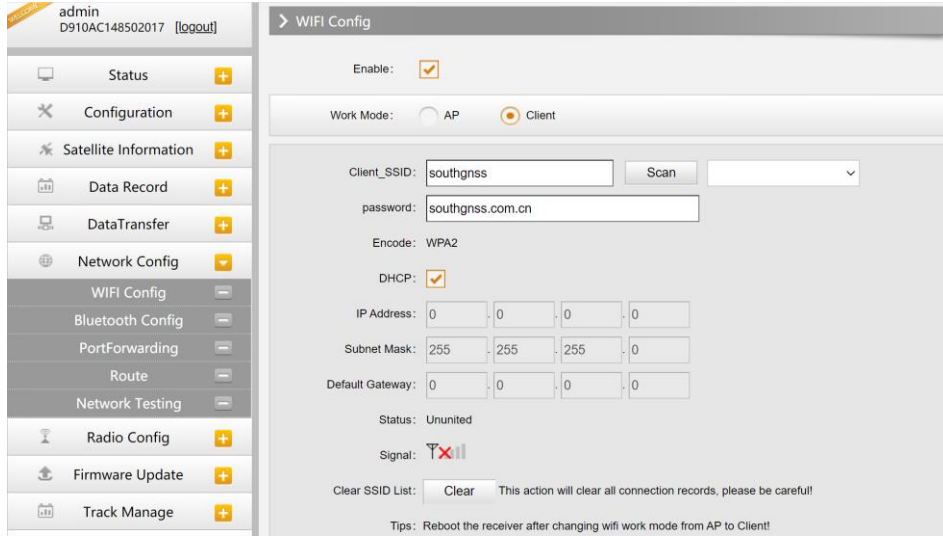 WELCOME
admin
D910AC148502017 [logout]
Status
Configuration
Satellite Information
Data Record
DataTransfer
Network Config
WIFI Config
Bluetooth Config
PortForwarding
Route
Network Testing
Radio Config
Firmware Update
Track Manage
WIFI Config
Enable:
Work Mode: AP Client
Client_SSID: southgnss Scan
password: southgnss.com.cn
Encode: WPA2
DHCP:
IP Address: 0 . 0 . 0 . 0
Subnet Mask: 255 . 255 . 255 . 0
Default Gateway: 0 . 0 . 0 . 0
Status: Ununited
Signal:
Clear SSID List: Clear This action will clear all connection records, please be careful!
Tips: Reboot the receiver after changing wifi work mode from AP to Client!